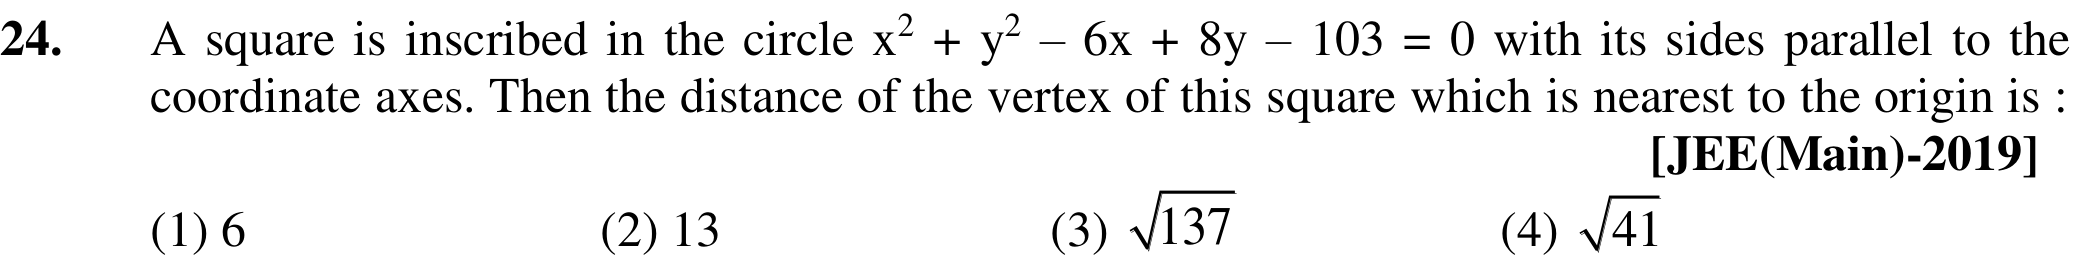 24. A square is inscribed in the circle x² + y² – 6x + 8y – 103 = 0 with its sides parallel to the
coordinate axes. Then the distance of the vertex of this square which is nearest to the origin is :
[JEE(Main)-2019]
(1) 6 (2) 13 (3) √137 (4) √41